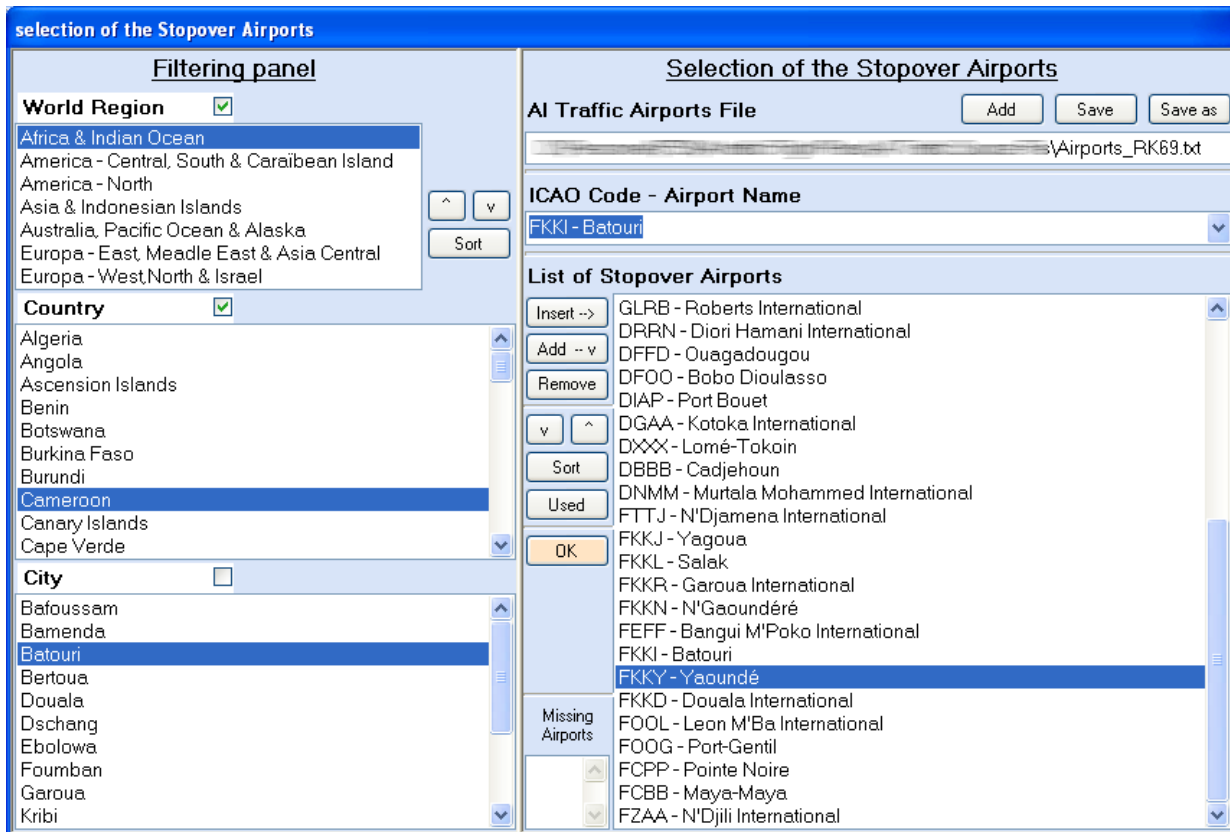 selection of the Stopover Airports
Filtering panel
World Region
Africa & Indian Ocean
America - Central, South & Caraïbean Island
America - North
Asia & Indonesian Islands
Australia, Pacific Ocean & Alaska
Europa - East, Meadle East & Asia Central
Europa - West,North & Israel
^ v
Sort
Country
Algeria
Angola
Ascension Islands
Benin
Botswana
Burkina Faso
Burundi
Cameroon
Canary Islands
Cape Verde
City
Bafoussam
Bamenda
Batouri
Bertoua
Douala
Dschang
Ebolowa
Foumban
Garoua
Kribi
Selection of the Stopover Airports
AI Traffic Airports File
Add Save Save as
s\Airports_RK69.txt
ICAO Code - Airport Name
FKKI - Batouri
List of Stopover Airports
Insert -->
Add -- v
Remove
v ^
Sort
Used
OK
Missing
Airports
GLRB - Roberts International
DRRN - Diori Hamani International
DFFD - Ouagadougou
DFOO - Bobo Dioulasso
DIAP - Port Bouet
DGAA - Kotoka International
DXXX - Lomé-Tokoin
DBBB - Cadjehoun
DNMM - Murtala Mohammed International
FTTJ - N'Djamena International
FKKJ - Yagoua
FKKL - Salak
FKKR - Garoua International
FKKN - N'Gaoundéré
FEFF - Bangui M'Poko International
FKKI - Batouri
FKKY - Yaoundé
FKKD - Douala International
FOOL - Leon M'Ba International
FOOG - Port-Gentil
FCPP - Pointe Noire
FCBB - Maya-Maya
FZAA - N'Djili International